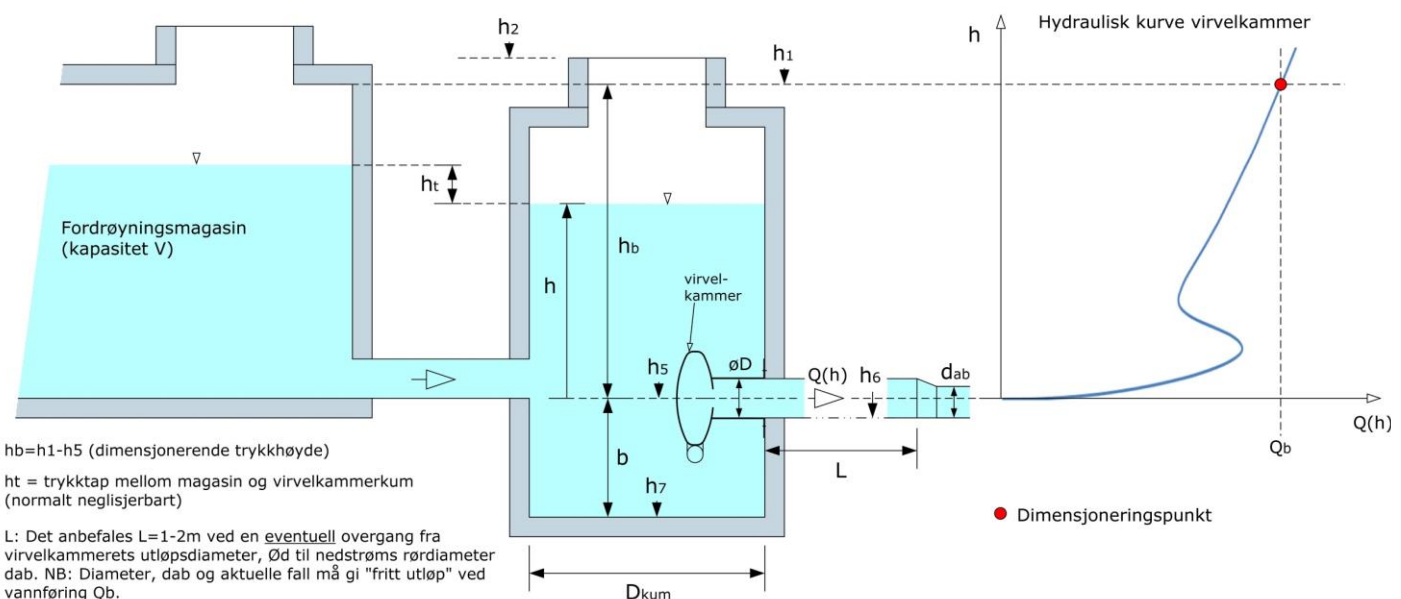 Hydraulisk kurve virvelkammer
h2
h1
h
ht
Fordrøyningsmagasin
(kapasitet V)
hb
h
virvel-
kammer
h5
øD
Q(h)
h6
dab
Q(h)
Qb
b
L
h7
Dimensjoneringspunkt
Dkum
hb=h1-h5 (dimensjonerende trykkhøyde)
ht = trykktap mellom magasin og virvelkammerkum
(normalt neglisjerbart)
L: Det anbefales L=1-2m ved en eventuell overgang fra
virvelkammerets utløpsdiameter, Ød til nedstrøms rørdiameter
dab. NB: Diameter, dab og aktuelle fall må gi "fritt utløp" ved
vannføring Qb.